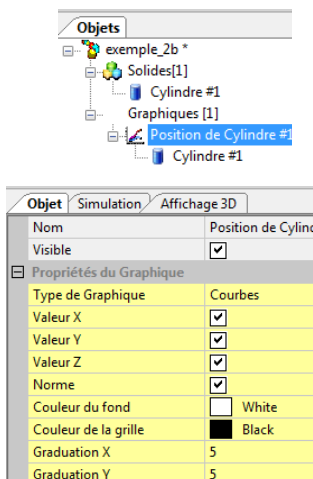 Objets
exemple_2b *
Solides[1]
Cylindre #1
Graphiques [1]
Position de Cylindre #1
Cylindre #1
Objet Simulation Affichage 3D
Nom Position de Cylind
Visible
Propriétés du Graphique
Type de Graphique Courbes
Valeur X
Valeur Y
Valeur Z
Norme
Couleur du fond White
Couleur de la grille Black
Graduation X 5
Graduation Y 5